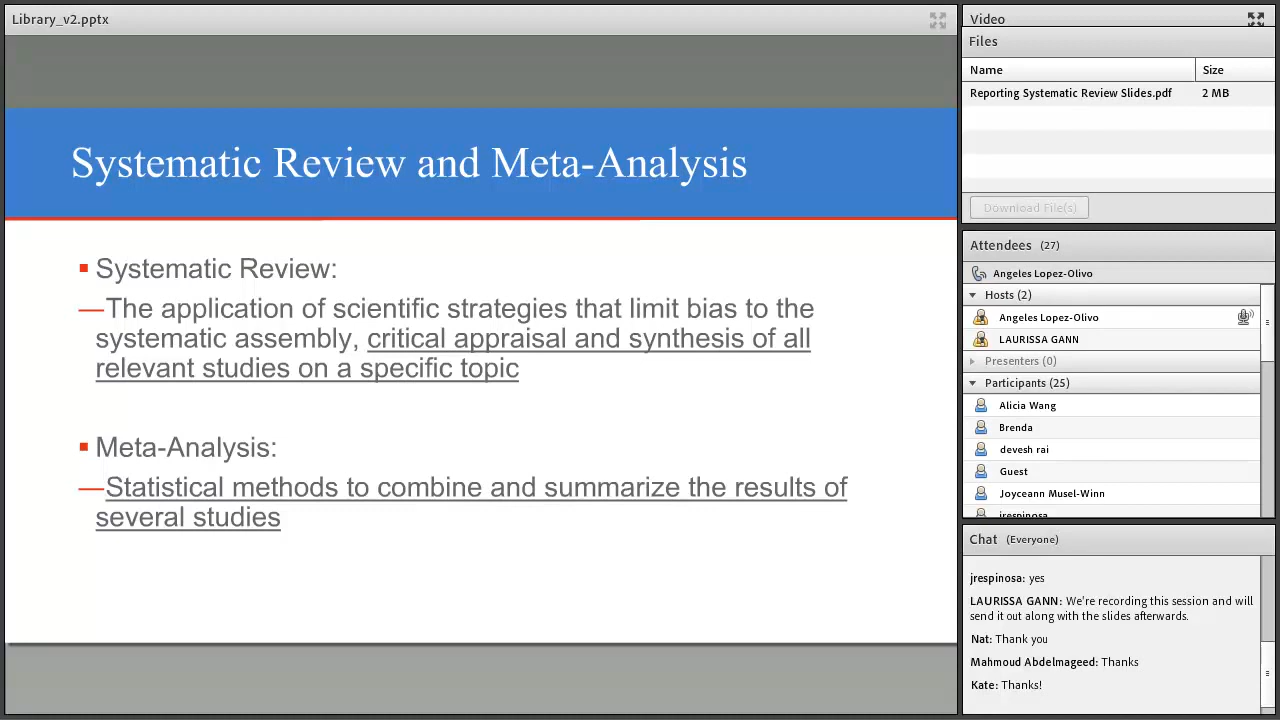 Library_v2.pptx
Systematic Review and Meta-Analysis
Systematic Review:
—The application of scientific strategies that limit bias to the
systematic assembly, critical appraisal and synthesis of all
relevant studies on a specific topic
Meta-Analysis:
—Statistical methods to combine and summarize the results of
several studies
Video
Files
Name Size
Reporting Systematic Review Slides.pdf 2 MB
Download File(s)
Attendees (27)
Angeles Lopez-Olivo
Hosts (2)
Angeles Lopez-Olivo
LAURISSA GANN
Presenters (0)
Participants (25)
Alicia Wang
Brenda
devesh rai
Guest
Joyceann Musel-Winn
jrespinosa
Chat (Everyone)
jrespinosa: yes
LAURISSA GANN: We're recording this session and will
send it out along with the slides afterwards.
Nat: Thank you
Mahmoud Abdelmageed: Thanks
Kate: Thanks!